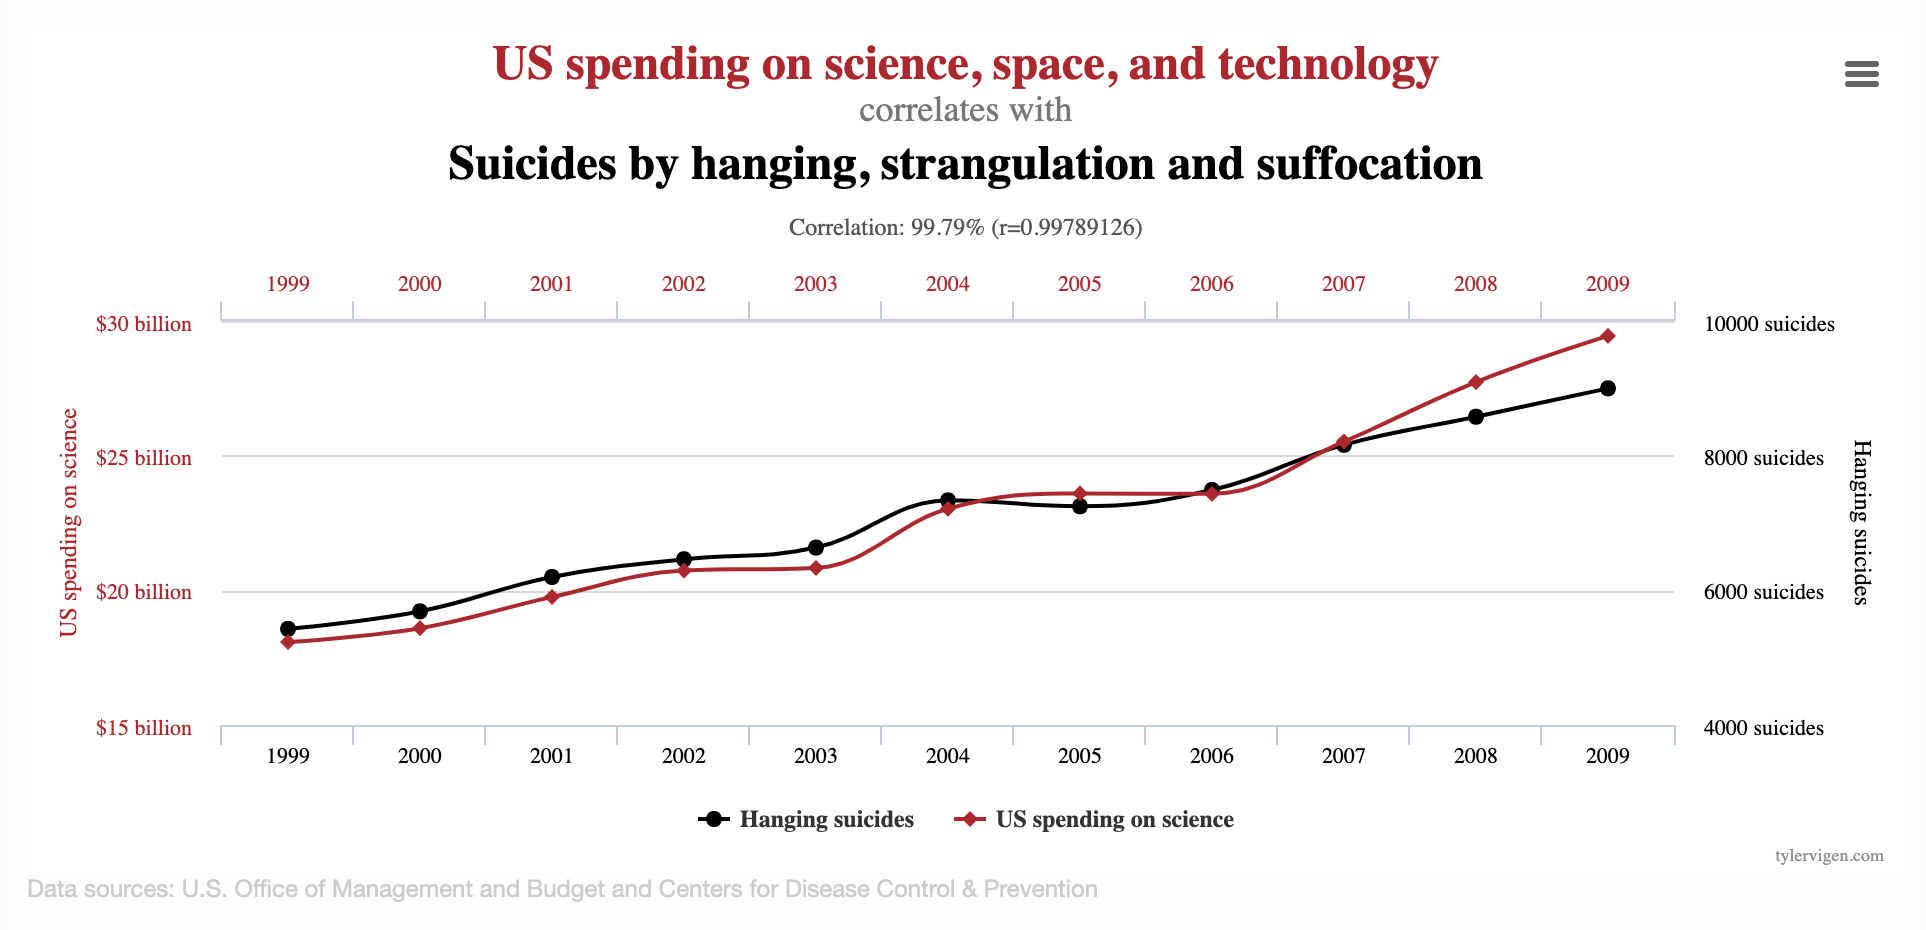 US spending on science, space, and technology
correlates with
Suicides by hanging, strangulation and suffocation
Correlation: 99.79% (r=0.99789126)
1999 2000 2001 2002 2003 2004 2005 2006 2007 2008 2009
$30 billion 10000 suicides
$25 billion 8000 suicides
$20 billion 6000 suicides
$15 billion 4000 suicides
US spending on science
Hanging suicides
1999 2000 2001 2002 2003 2004 2005 2006 2007 2008 2009
Hanging suicides US spending on science
tylervigen.com
Data sources: U.S. Office of Management and Budget and Centers for Disease Control & Prevention